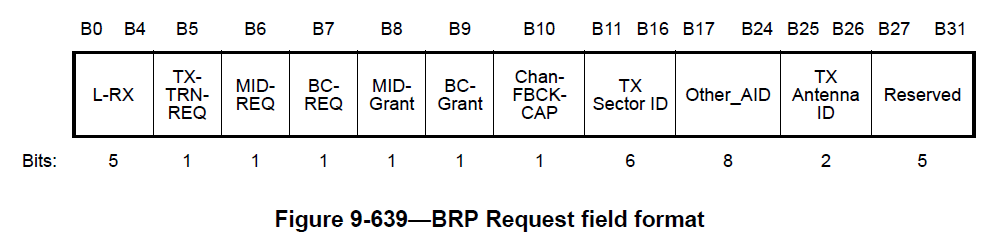 B0 B4 B5 B6 B7 B8 B9 B10 B11 B16 B17 B24 B25 B26 B27 B31
L-RX
TX-
TRN-
REQ
MID-
REQ
BC-
REQ
MID-
Grant
BC-
Grant
Chan-
FBCK-
CAP
TX
Sector ID
Other_AID
TX
Antenna
ID
Reserved
Bits: 5 1 1 1 1 1 1 6 8 2 5
Figure 9-639—BRP Request field format